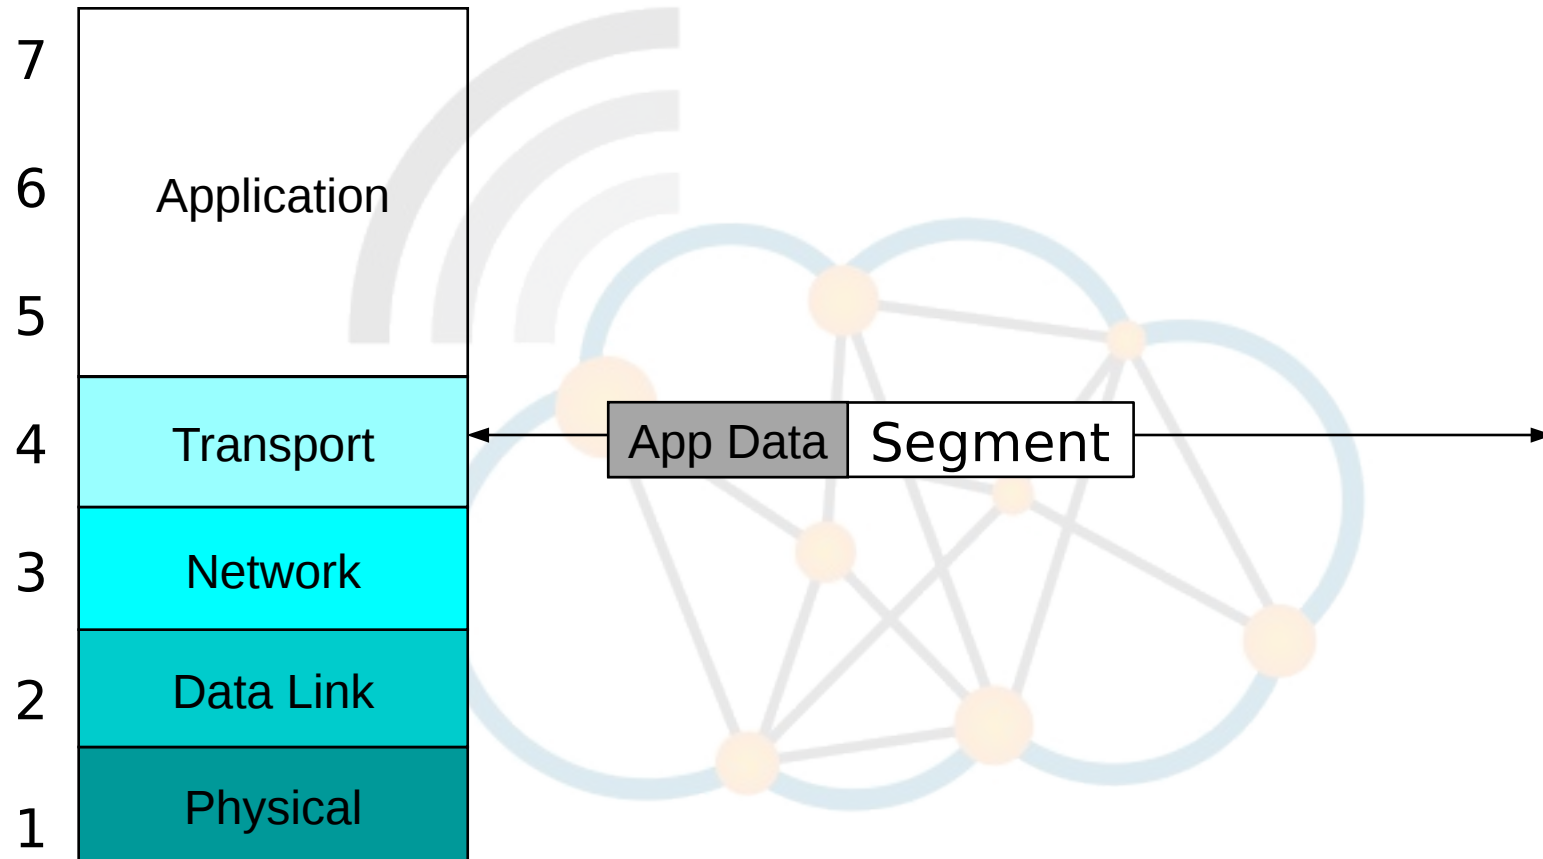 7
6
Application
5
4
Transport
App Data
Segment
3
Network
2
Data Link
1
Physical